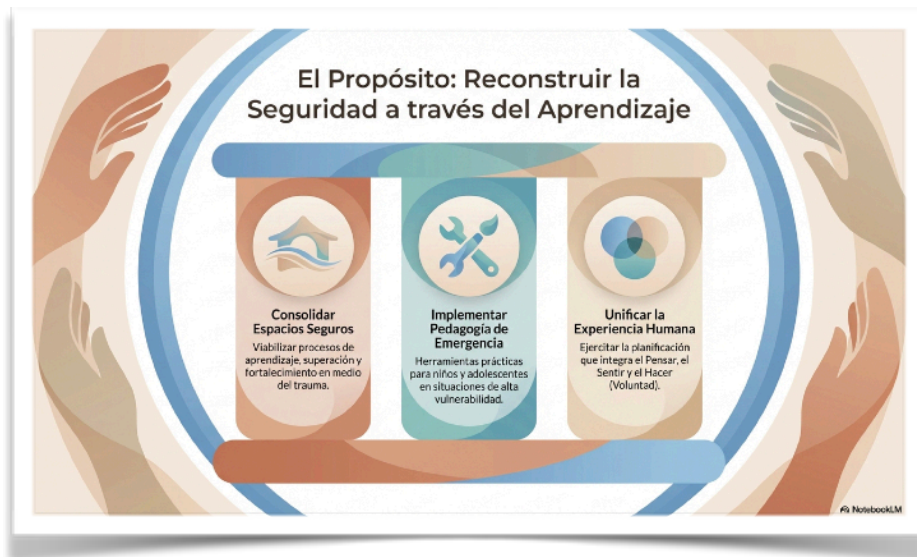 El Propósito: Reconstruir la
Seguridad a través del Aprendizaje
Consolidar
Espacios Seguros
Viabilizar procesos de
aprendizaje, superación y
fortalecimiento en medio
del trauma.
Implementar
Pedagogía de
Emergencia
Herramientas prácticas
para niños y adolescentes
en situaciones de alta
vulnerabilidad.
Unificar la
Experiencia Humana
Ejercitar la planificación
que integra el Pensar, el
Sentir y el Hacer
(Voluntad).
NotebookLM